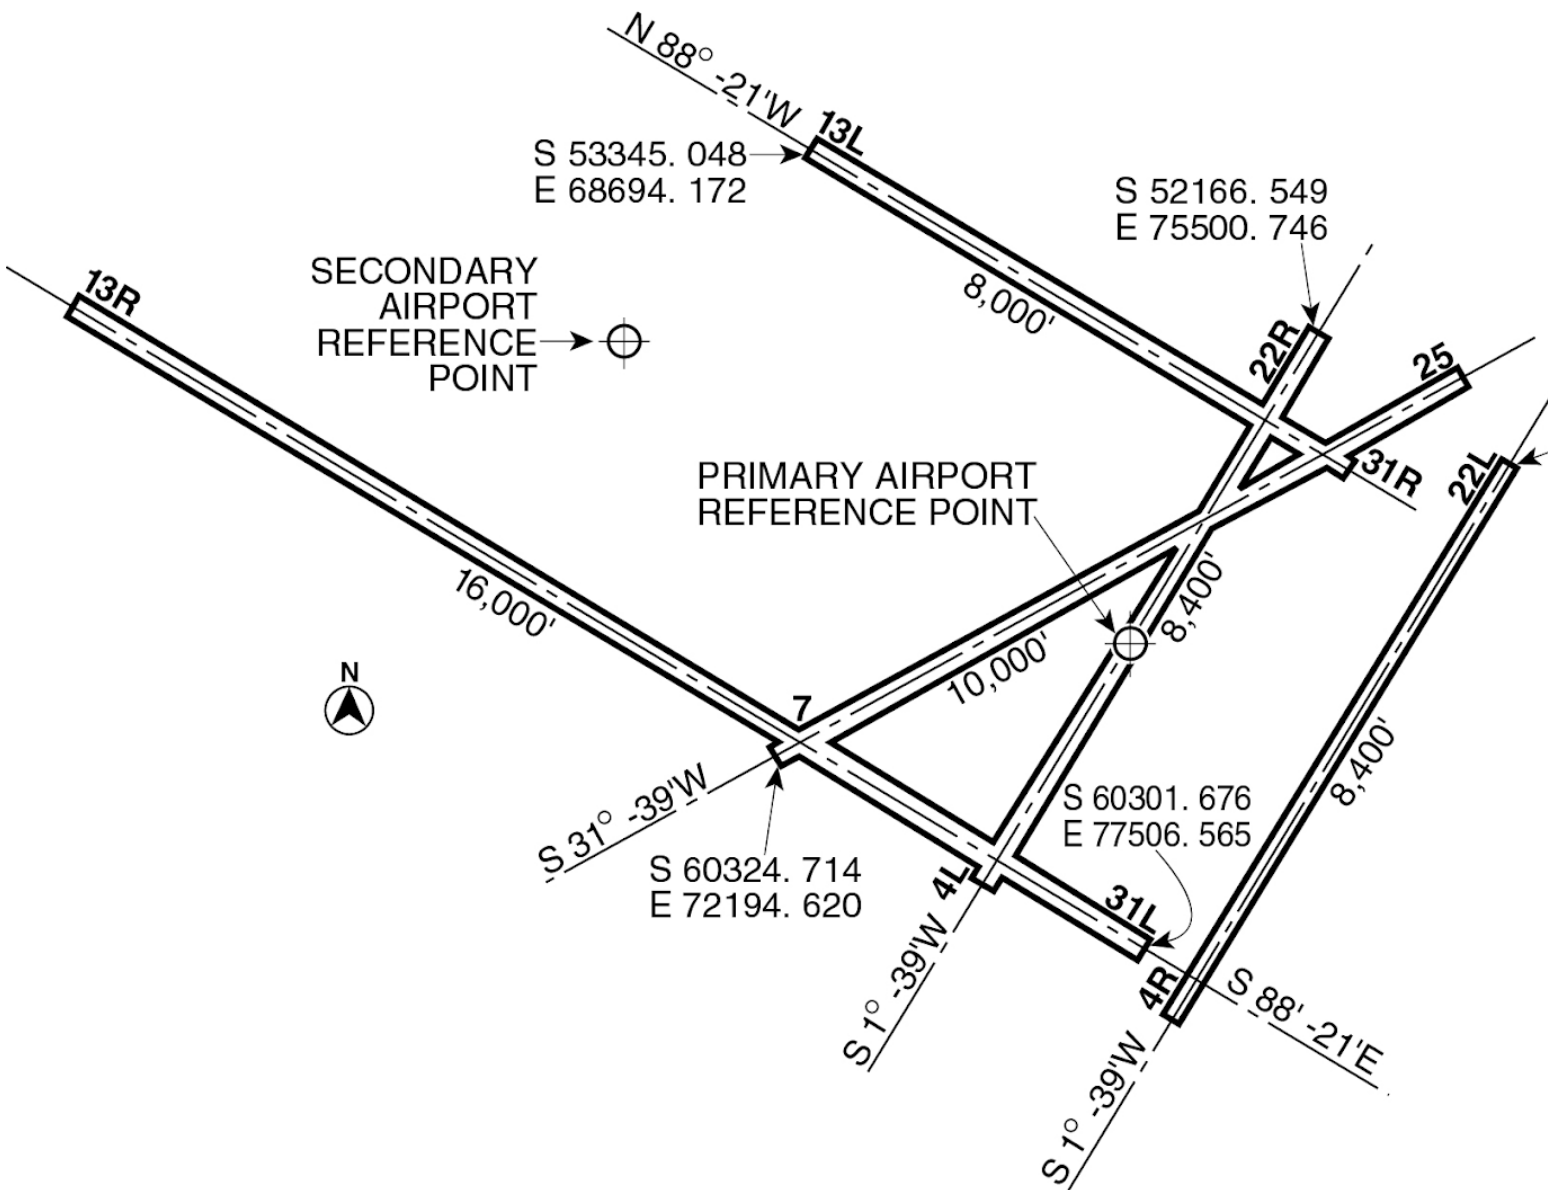 N 88° -21'W
13L
S 53345. 048
E 68694. 172
S 52166. 549
E 75500. 746
SECONDARY
AIRPORT
REFERENCE
POINT
13R
8,000'
22R
25
31R
22L
PRIMARY AIRPORT
REFERENCE POINT
16,000'
8,400'
10,000'
N
7
8,400'
S 31° -39'W
S 60301. 676
E 77506. 565
S 60324. 714
E 72194. 620
4L
31L
4R
S 1° -39'W
S 88' -21'E
S 1° -39'W